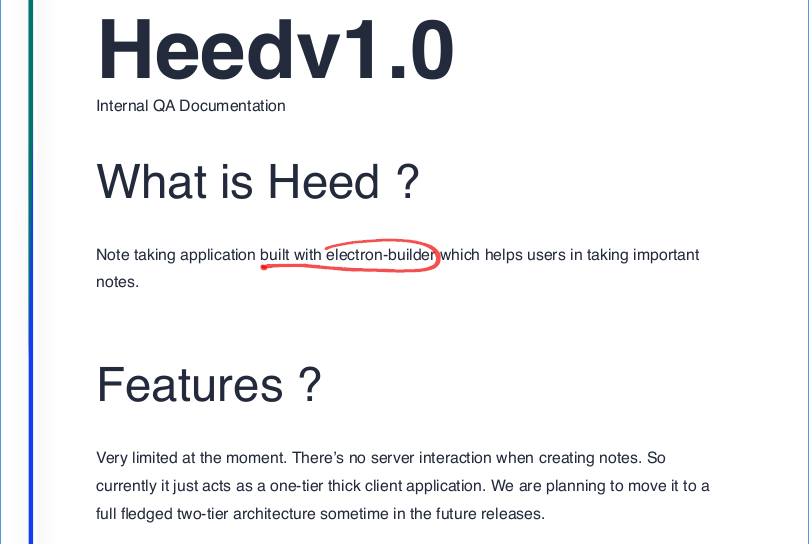 Heedv1.0
Internal QA Documentation
What is Heed ?
Note taking application built with electron-builder which helps users in taking important
notes.
Features ?
Very limited at the moment. There’s no server interaction when creating notes. So
currently it just acts as a one-tier thick client application. We are planning to move it to a
full fledged two-tier architecture sometime in the future releases.